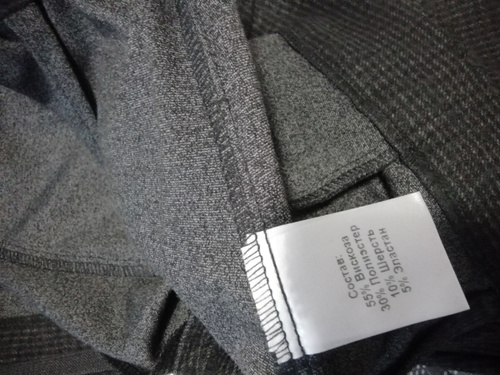 Состав:
55% Вискоза
30% Полиэстер
10% Шерсть
5% Эластан